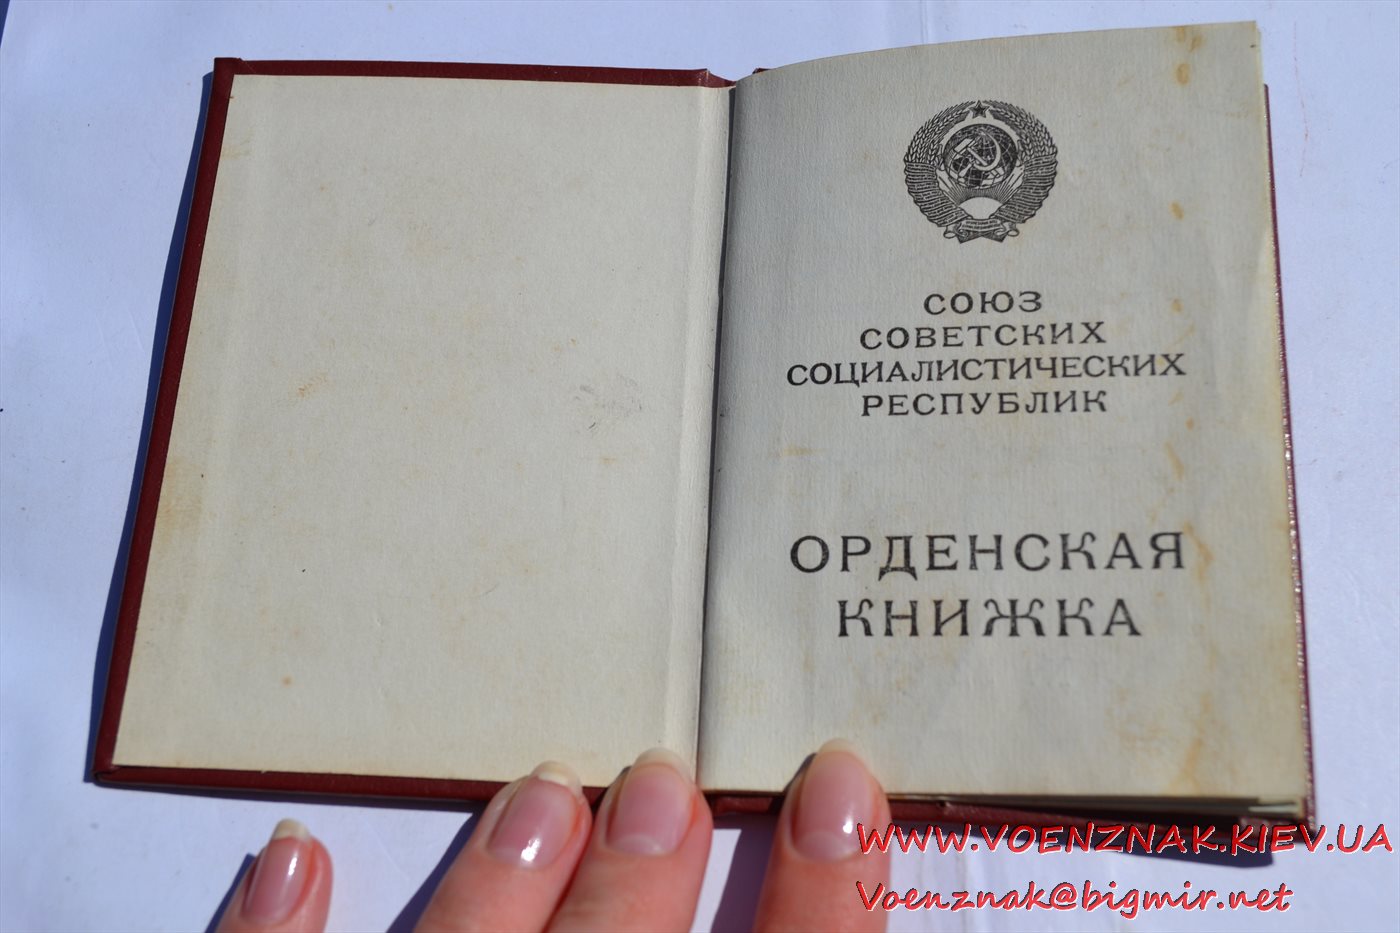 СОЮЗ
СОВЕТСКИХ
СОЦИАЛИСТИЧЕСКИХ
РЕСПУБЛИК
ОРДЕНСКАЯ
КНИЖКА
WWW.VOENZNAK.KIEV.UA
Voenznak@bigmir.net